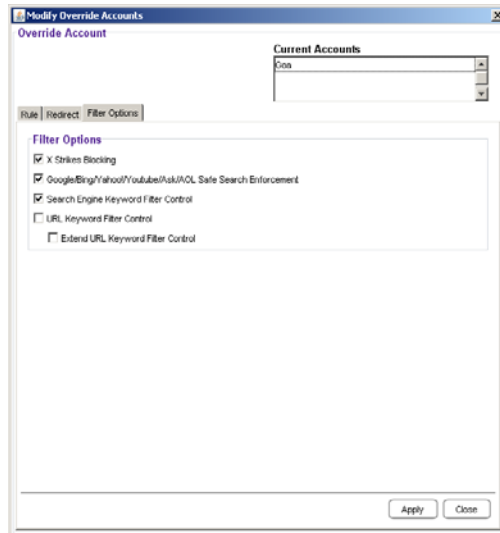 Modify Override Accounts
Override Account
Current Accounts
Goa
Rule Redirect Filter Options
Filter Options
X Strikes Blocking
Google/Bing/Yahoo!/Youtube/Ask/AOL Safe Search Enforcement
Search Engine Keyword Filter Control
URL Keyword Filter Control
Extend URL Keyword Filter Control
Apply Close